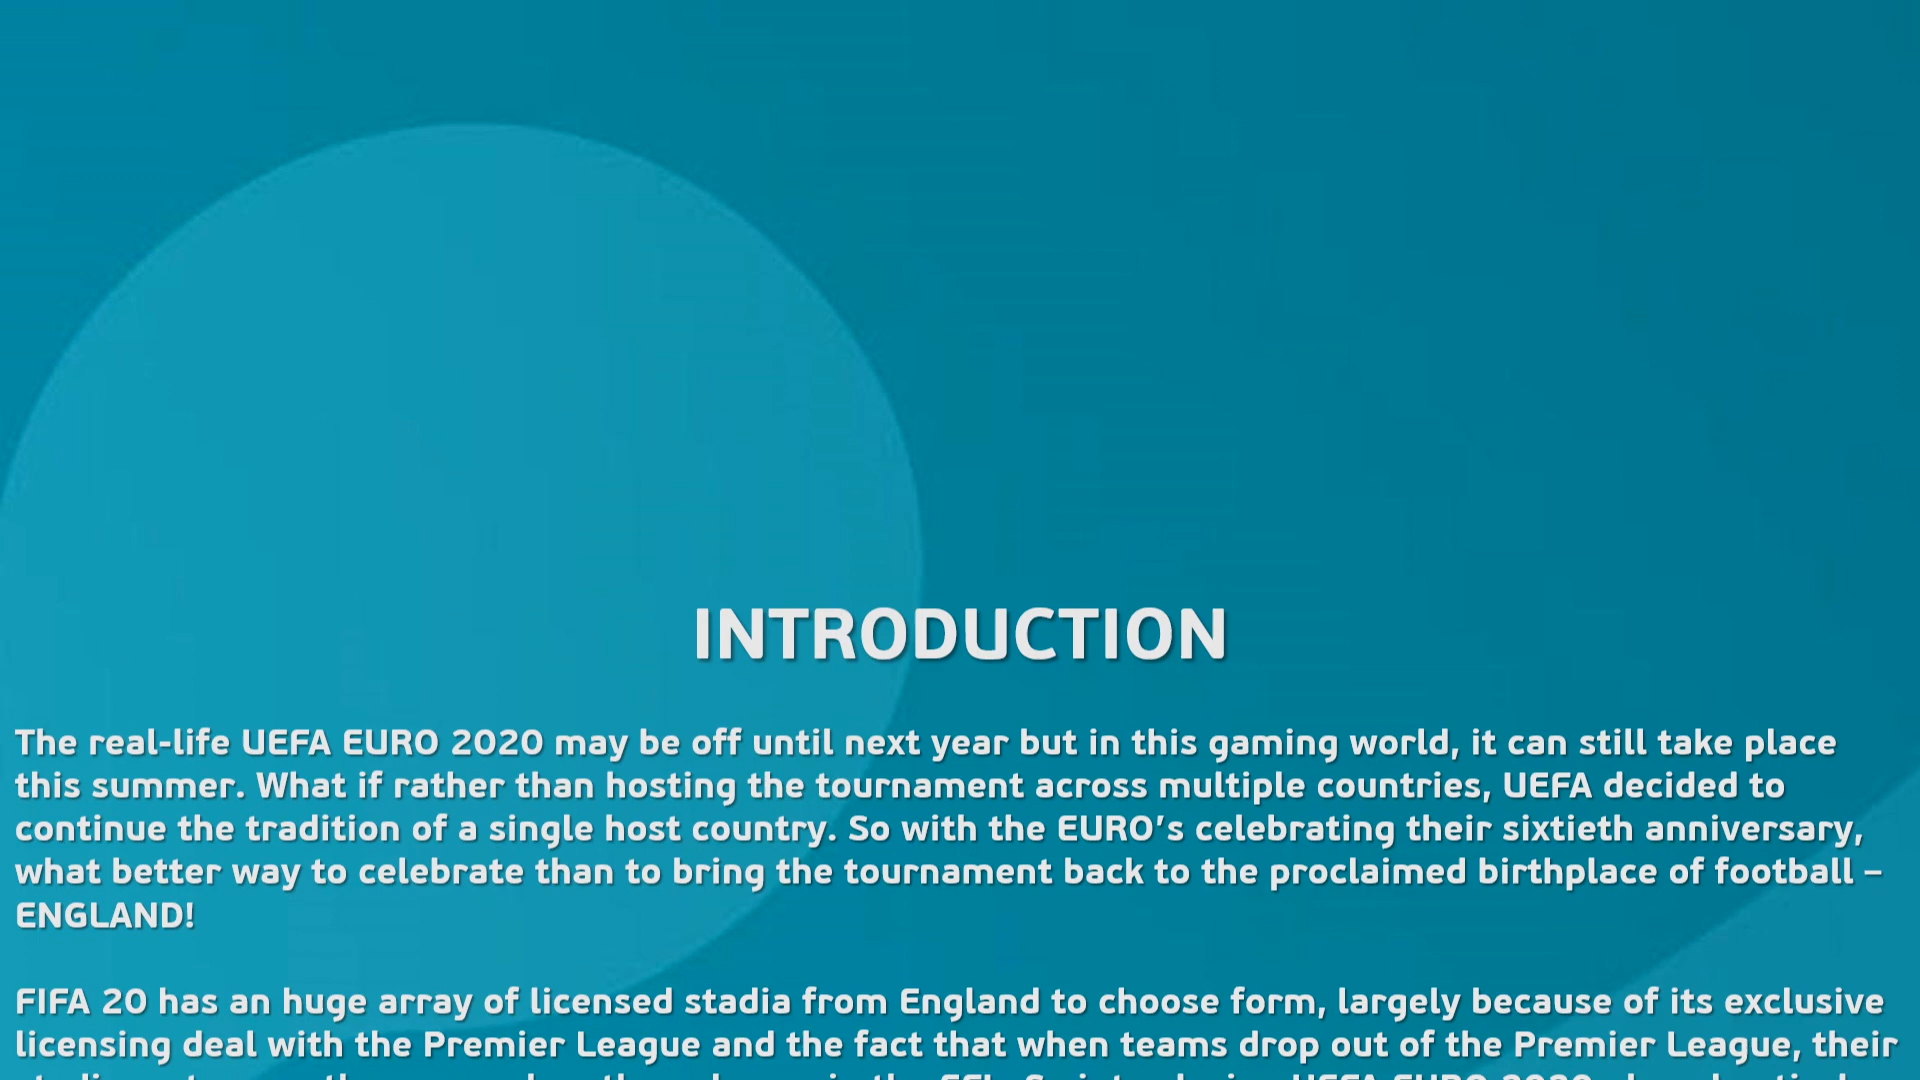 INTRODUCTION
The real-life UEFA EURO 2020 may be off until next year but in this gaming world, it can still take place
this summer. What if rather than hosting the tournament across multiple countries, UEFA decided to
continue the tradition of a single host country. So with the EURO's celebrating their sixtieth anniversary,
what better way to celebrate than to bring the tournament back to the proclaimed birthplace of football –
ENGLAND!
FIFA 20 has an huge array of licensed stadia from England to choose form, largely because of its exclusive
licensing deal with the Premier League and the fact that when teams drop out of the Premier League, their